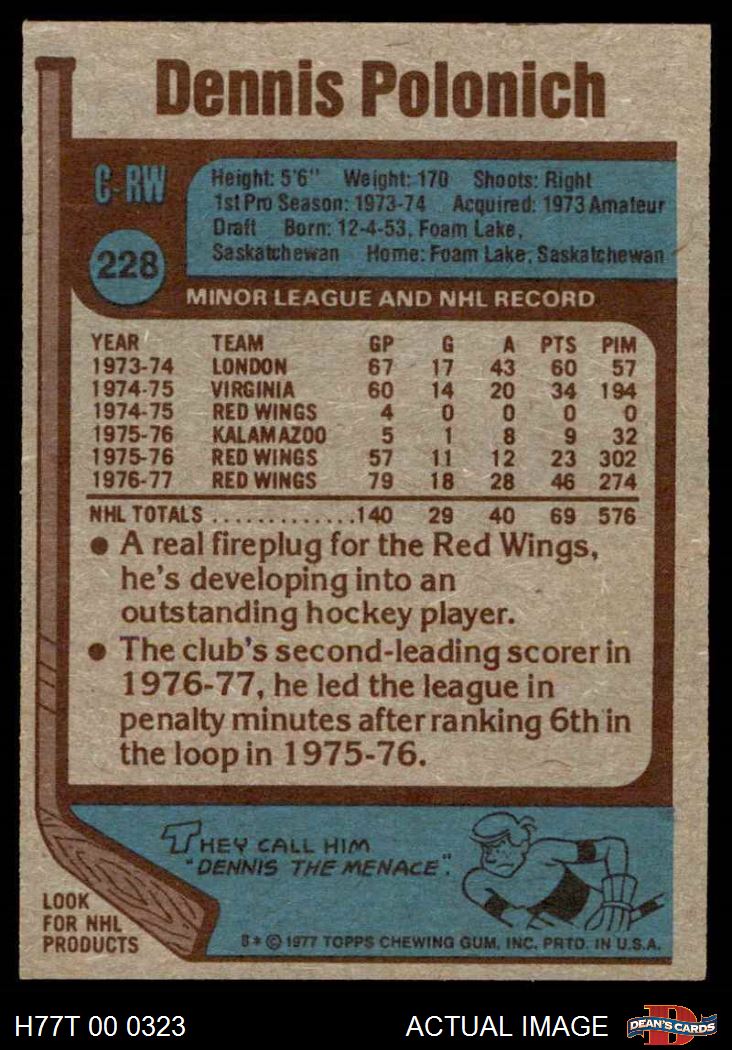 Dennis Polonich
C-RW
Height: 5'6" Weight: 170 Shoots: Right
1st Pro Season: 1973-74 Acquired: 1973 Amateur
Draft Born: 12-4-53, Foam Lake,
Saskatchewan Home: Foam Lake, Saskatchewan
228
MINOR LEAGUE AND NHL RECORD
YEAR TEAM GP G A PTS PIM
1973-74 LONDON 67 17 43 60 57
1974-75 VIRGINIA 60 14 20 34 194
1974-75 RED WINGS 4 0 0 0 0
1975-76 KALAMAZOO 5 1 8 9 32
1975-76 RED WINGS 57 11 12 23 302
1976-77 RED WINGS 79 18 28 46 274
NHL TOTALS .............140 29 40 69 576
• A real fireplug for the Red Wings,
he's developing into an
outstanding hockey player.
• The club's second-leading scorer in
1976-77, he led the league in
penalty minutes after ranking 6th in
the loop in 1975-76.
THEY CALL HIM
"DENNIS THE MENACE".
LOOK
FOR NHL
PRODUCTS
8* © 1977 TOPPS CHEWING GUM, INC. PRTD. IN U.S.A.
H77T 00 0323 ACTUAL IMAGE
D
DEAN'S CARDS